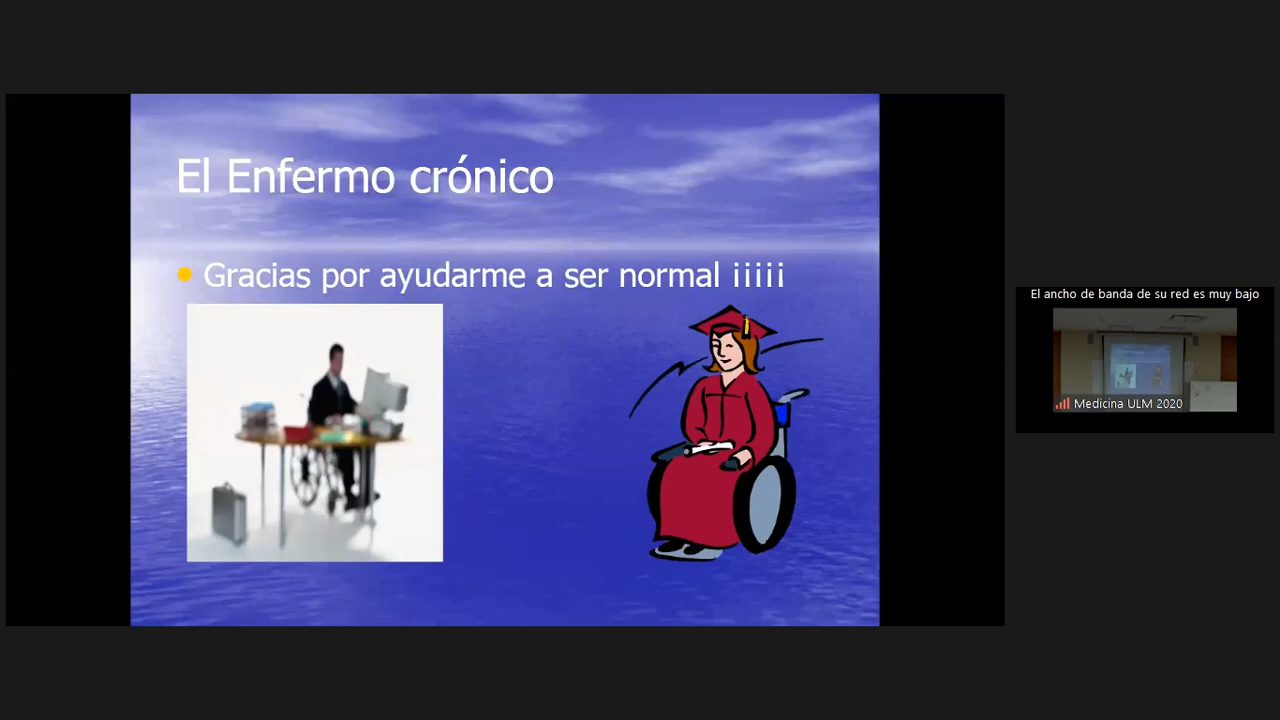 El Enfermo crónico
Gracias por ayudarme a ser normal ¡¡¡¡¡
El ancho de banda de su red es muy bajo
Medicina ULM 2020